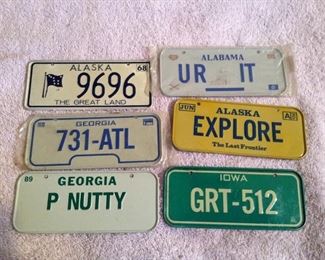 ALASKA 68
9696
THE GREAT LAND
ALABAMA
UR IT
GEORGIA
731-ATL
JUN ALASKA
EXPLORE
The Last Frontier
89 GEORGIA
P NUTTY
IOWA
GRT-512